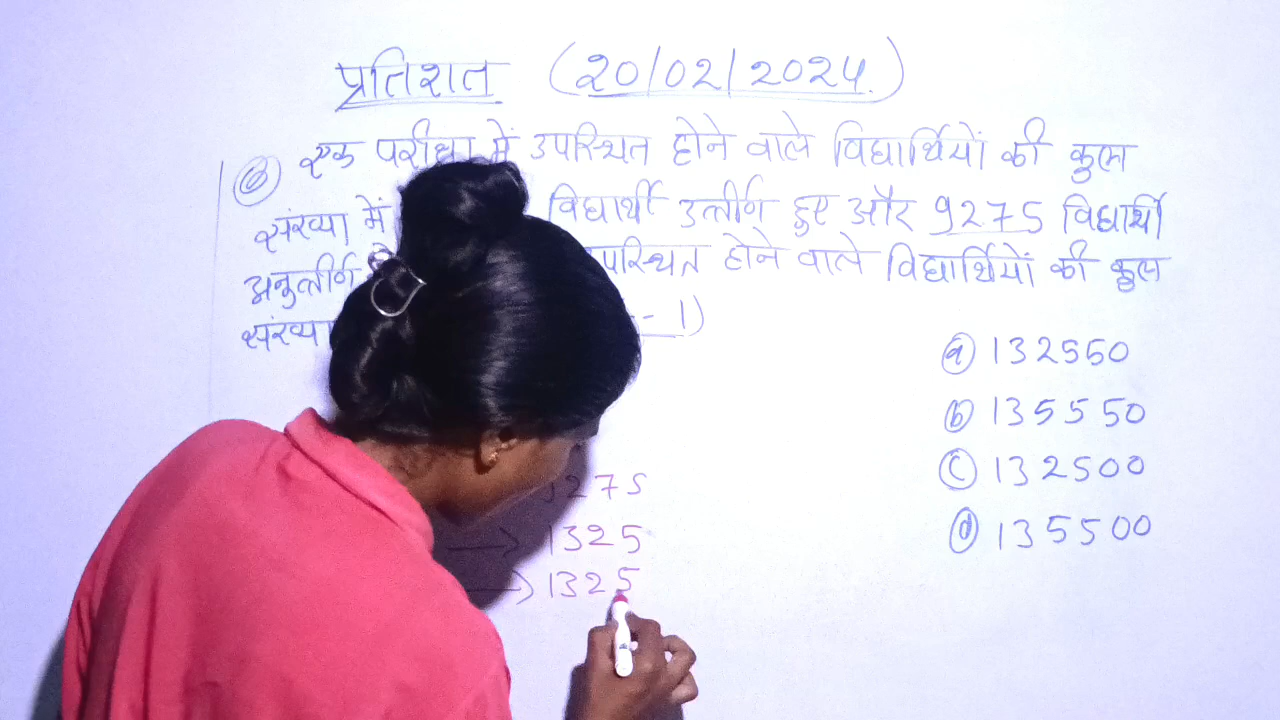 प्रतिशत (20/02/2024)
एक परीक्षा में उपस्थित होने वाले विद्यार्थियों की कुल
संख्या में विद्यार्थी उत्तीर्ण हुए और 9275 विद्यार्थी
अनुत्तीर्ण उपस्थित होने वाले विद्यार्थियों की कुल
संख्या - 1)
(a) 132550
(b) 135550
(c) 132500
(d) 135500
9275
→ 1325
→ 1325